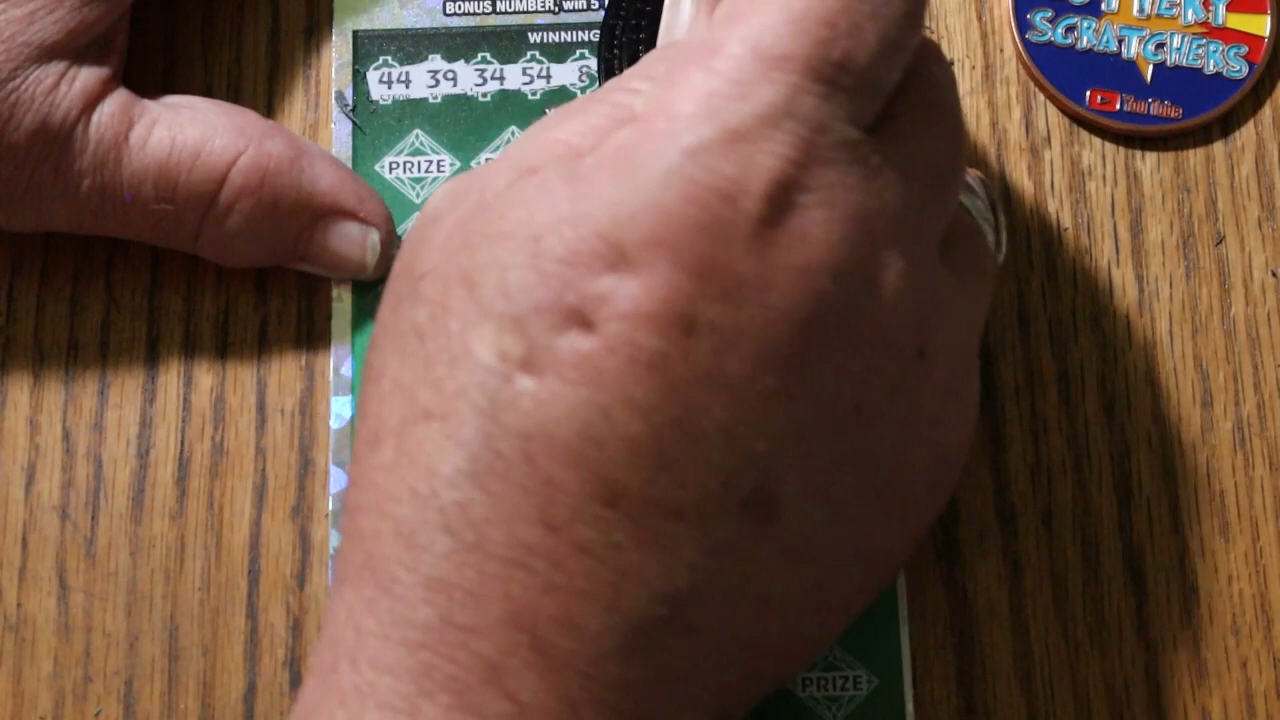 BONUS NUMBER, win 5
WINNING
44 39 34 54 8
PRIZE
PRIZE
SCRATCHERS
YouTube